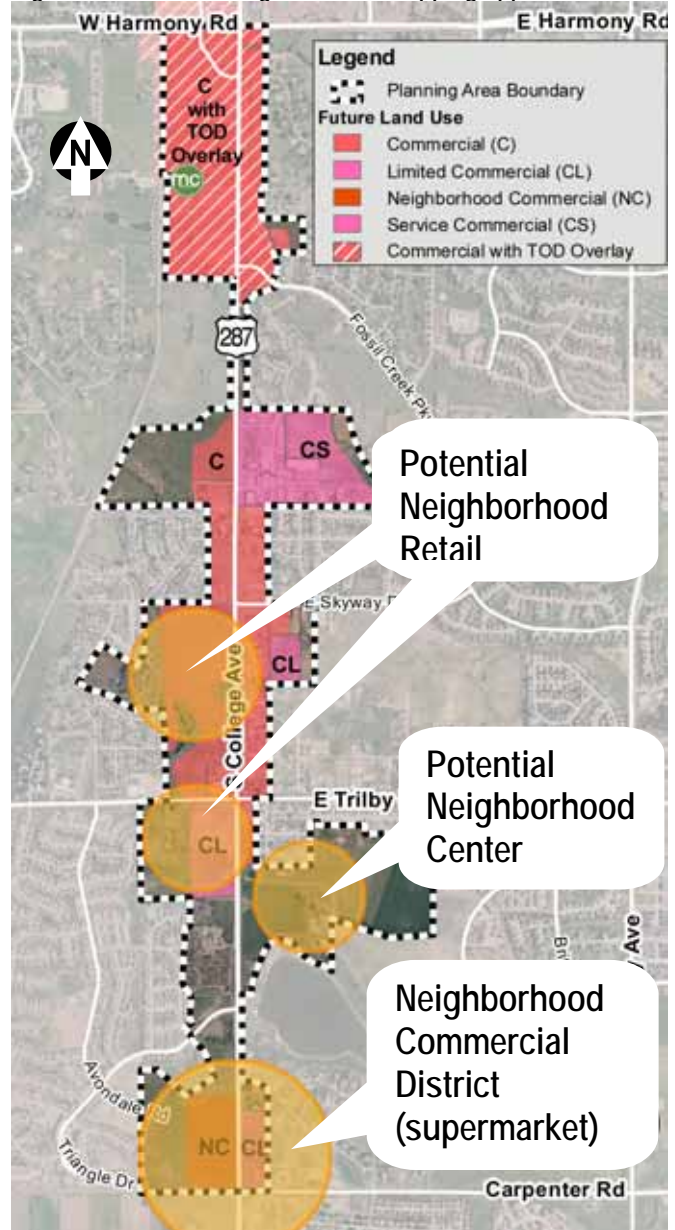 W Harmony Rd
E Harmony Rd
Legend
Planning Area Boundary
Future Land Use
Commercial (C)
Limited Commercial (CL)
Neighborhood Commercial (NC)
Service Commercial (CS)
Commercial with TOD Overlay
N
C
with
TOD
Overlay
mc
287
Fossil Creek
C
CS
Potential
Neighborhood
Retail
E Skyway
CL
S College Ave
Potential
Neighborhood
Center
E Trilby
CL
Ave
Neighborhood
Commercial
District
(supermarket)
Avondale Rd
NC
CL
Triangle Dr
Carpenter Rd